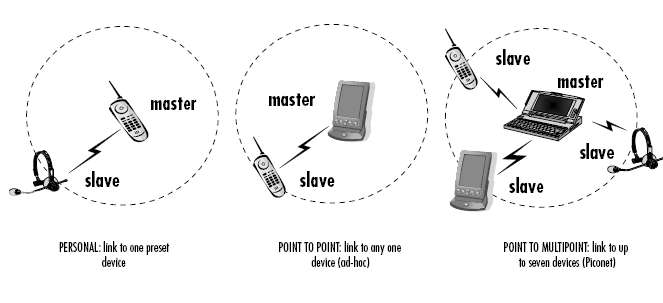 master
slave
PERSONAL: link to one preset
device
master
slave
POINT TO POINT: link to any one
device (ad-hoc)
slave
master
slave
slave
POINT TO MULTIPOINT: link to up
to seven devices (Piconet)